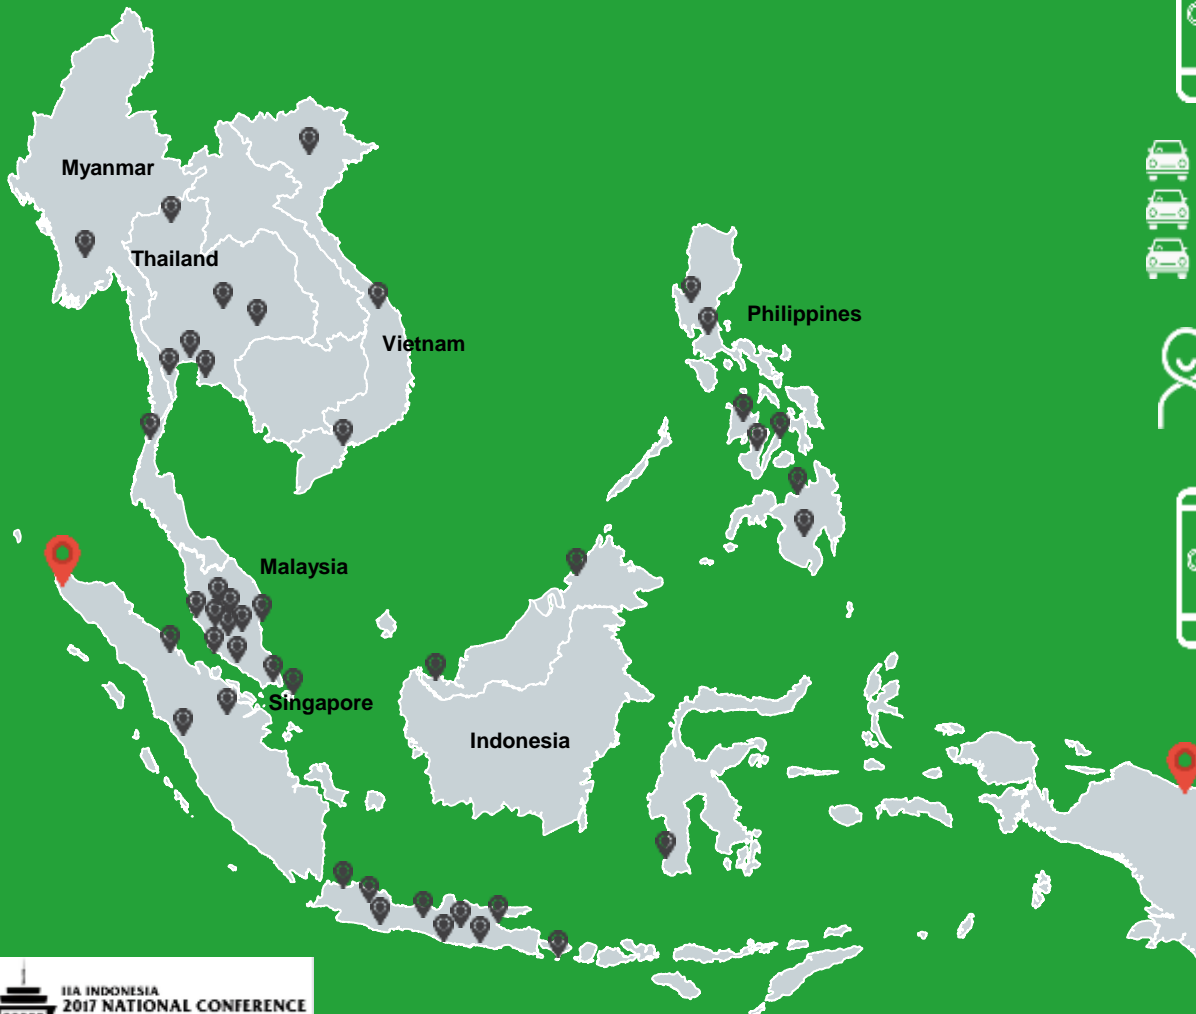 Myanmar
Thailand
Vietnam
Philippines
Malaysia
Singapore
Indonesia
IIA INDONESIA
2017 NATIONAL CONFERENCE